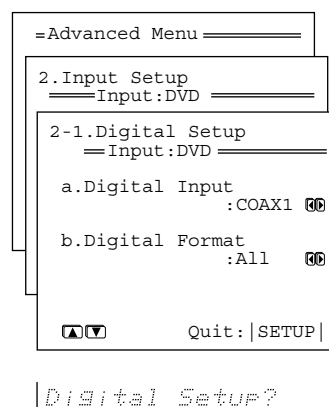 Advanced Menu
2.Input Setup
Input:DVD
2-1.Digital Setup
Input:DVD
a.Digital Input
:COAX1
b.Digital Format
:All
Quit:|SETUP|
Digital Setup?